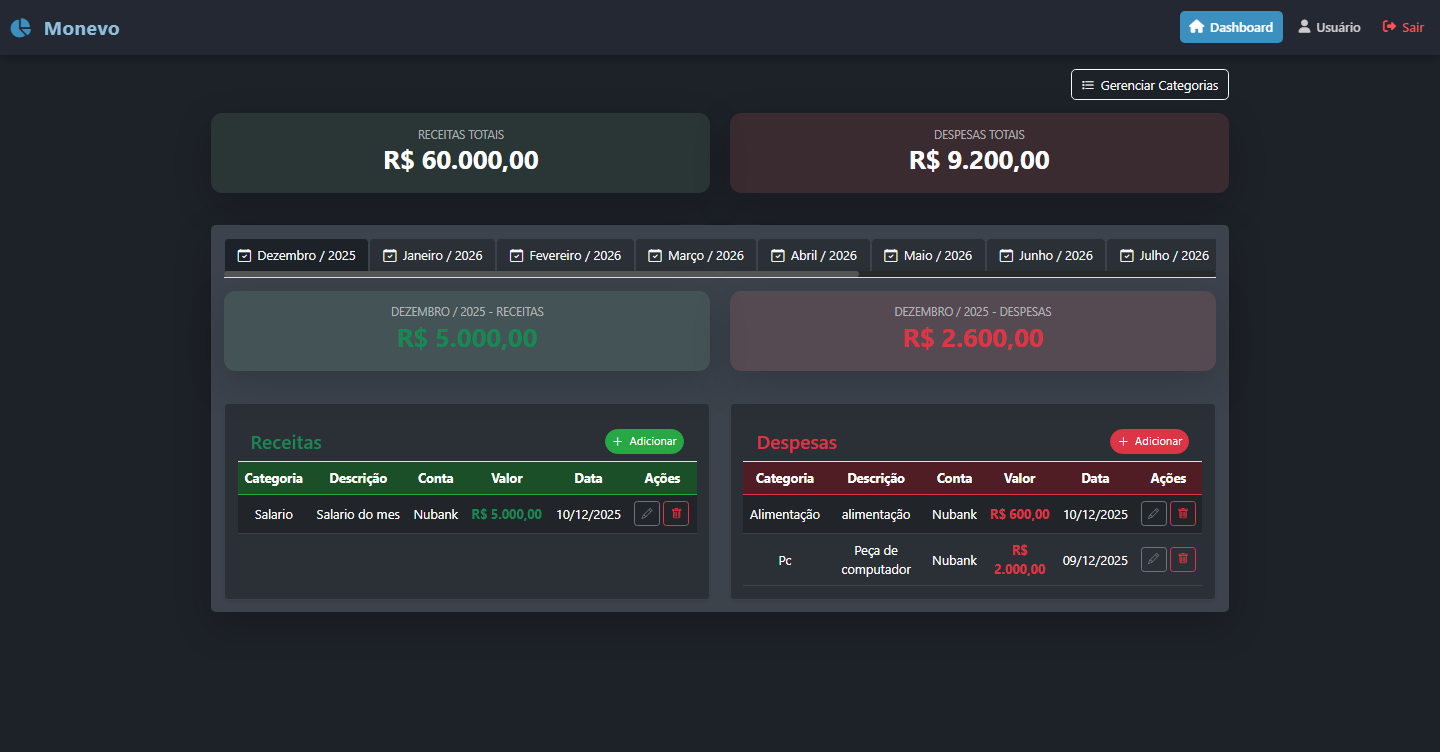 Monevo
Dashboard Usuário Sair
Gerenciar Categorias
RECEITAS TOTAIS
R$ 60.000,00
DESPESAS TOTAIS
R$ 9.200,00
Dezembro / 2025 Janeiro / 2026 Fevereiro / 2026 Março / 2026 Abril / 2026 Maio / 2026 Junho / 2026 Julho / 2026
DEZEMBRO / 2025 - RECEITAS
R$ 5.000,00
DEZEMBRO / 2025 - DESPESAS
R$ 2.600,00
Receitas
+ Adicionar
Categoria Descrição Conta Valor Data Ações
Salario Salario do mes Nubank R$ 5.000,00 10/12/2025
Despesas
+ Adicionar
Categoria Descrição Conta Valor Data Ações
Alimentação alimentação Nubank R$ 600,00 10/12/2025
Pc Peça de computador Nubank R$ 2.000,00 09/12/2025